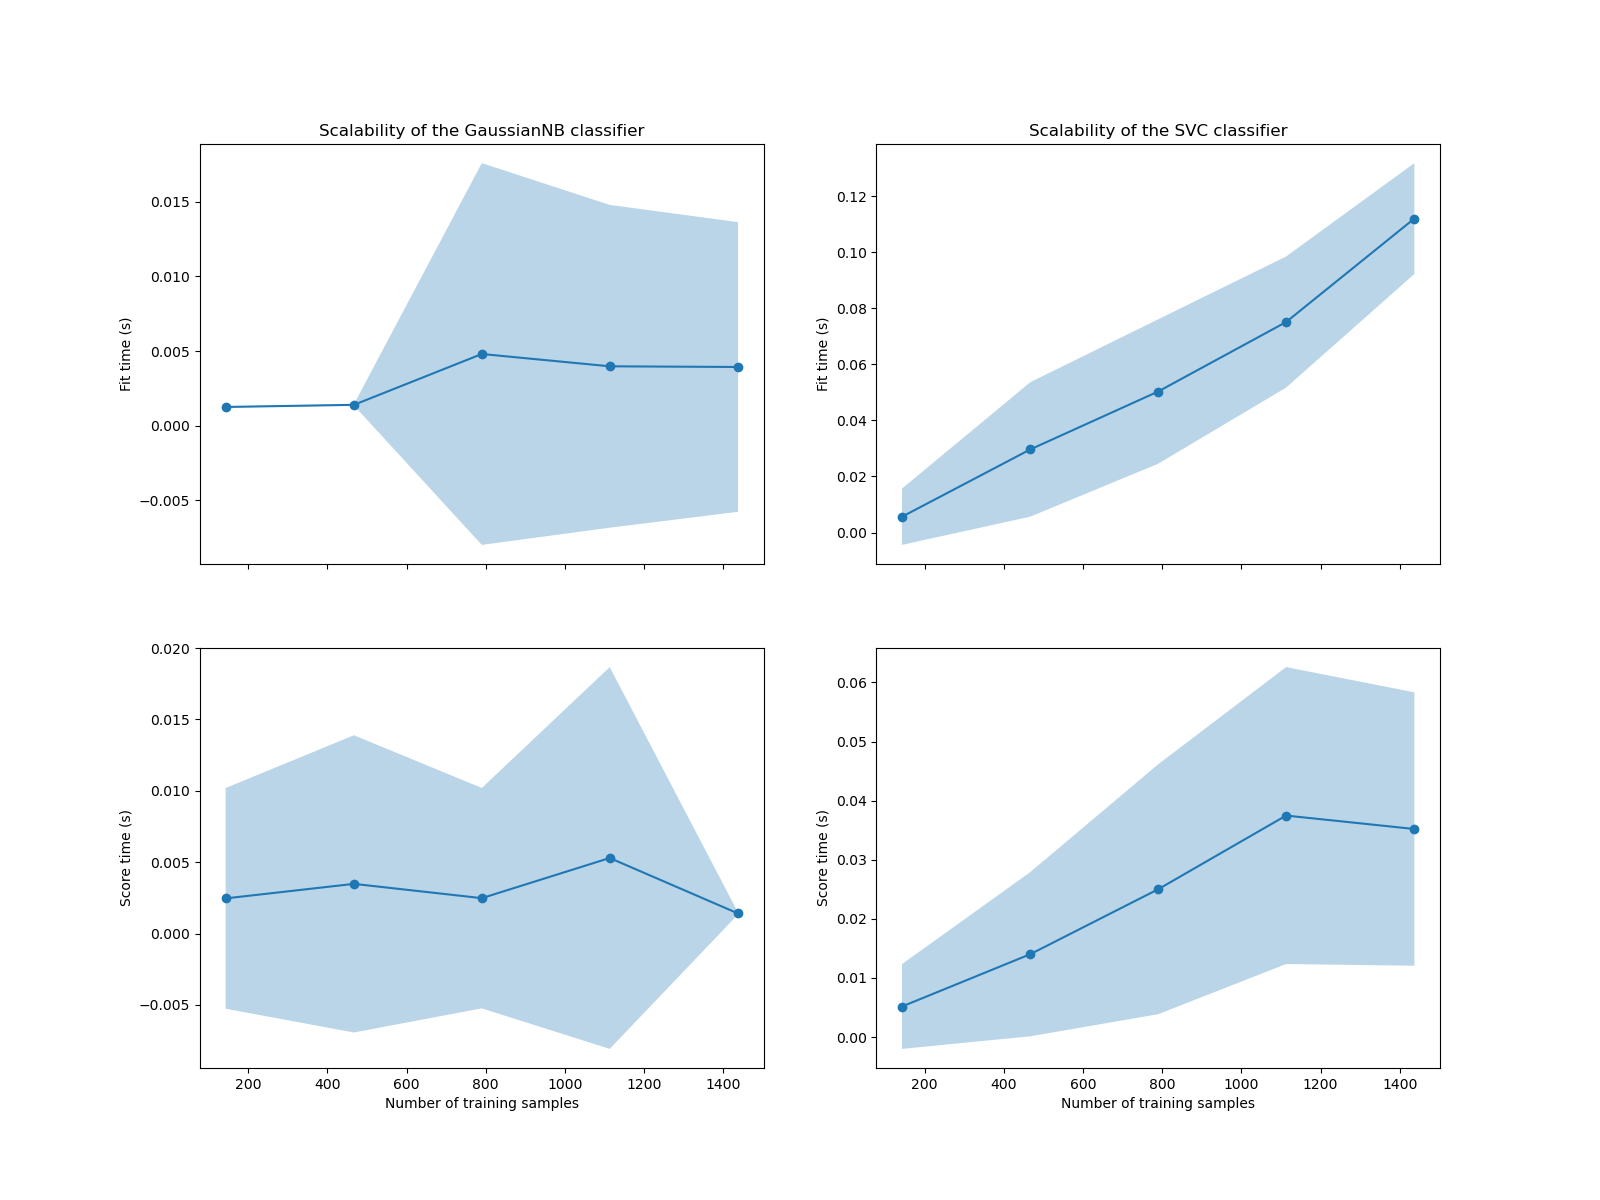 Scalability of the GaussianNB classifier
Fit time (s)
0.015
0.010
0.005
0.000
−0.005
Scalability of the SVC classifier
Fit time (s)
0.12
0.10
0.08
0.06
0.04
0.02
0.00
Score time (s)
0.020
0.015
0.010
0.005
0.000
−0.005
200 400 600 800 1000 1200 1400
Number of training samples
Score time (s)
0.06
0.05
0.04
0.03
0.02
0.01
0.00
200 400 600 800 1000 1200 1400
Number of training samples